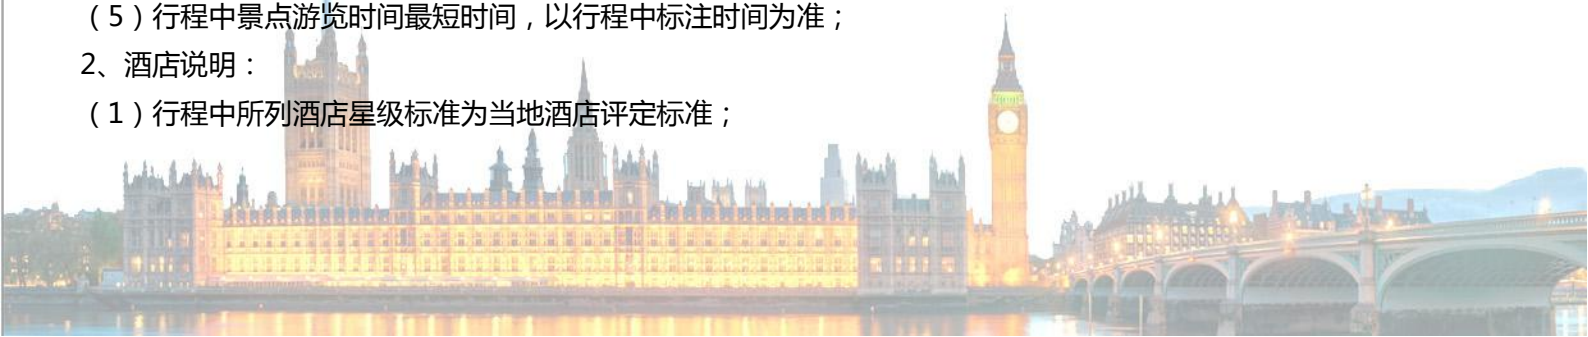 （5）行程中景点游览时间最短时间，以行程中标注时间为准；
2、酒店说明：
（1）行程中所列酒店星级标准为当地酒店评定标准；